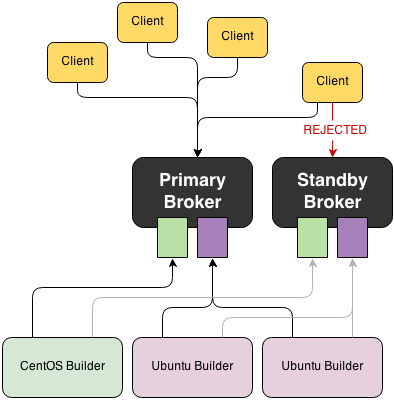 Client
Client
Client
Client
REJECTED
Primary
Broker
Standby
Broker
CentOS Builder
Ubuntu Builder
Ubuntu Builder